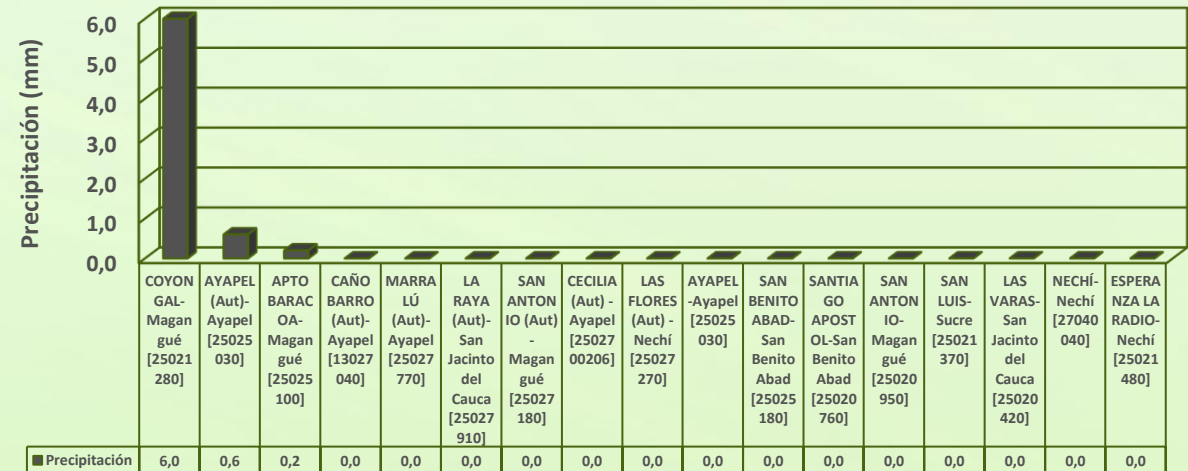 Precipitación (mm)
6,0
5,0
4,0
3,0
2,0
1,0
0,0
COYON
GAL-
Magan
gué
[25021
280]
AYAPEL
(Aut)-
Ayapel
[25025
030]
APTO
BARAC
OA-
Magan
gué
[25025
100]
CAÑO
BARRO
(Aut)-
Ayapel
[13027
040]
MARRA
LÚ
(Aut)-
Ayapel
[25027
770]
LA
RAYA
(Aut)-
San
Jacinto
del
Cauca
[25027
910]
SAN
ANTON
IO (Aut)
-
Magan
gué
[25027
180]
CECILIA
(Aut) -
Ayapel
[25027
00206]
LAS
FLORES
(Aut) -
Nechí
[25027
270]
AYAPEL
-Ayapel
[25025
030]
SAN
BENITO
ABAD-
San
Benito
Abad
[25025
180]
SANTIA
GO
APOST
OL-San
Benito
Abad
[25020
760]
SAN
ANTON
IO-
Magan
gué
[25020
950]
SAN
LUIS-
Sucre
[25021
370]
LAS
VARAS-
San
Jacinto
del
Cauca
[25020
420]
NECHÍ-
Nechí
[27040
040]
ESPERA
NZA LA
RADIO-
Nechí
[25021
480]
Precipitación 6,0 0,6 0,2 0,0 0,0 0,0 0,0 0,0 0,0 0,0 0,0 0,0 0,0 0,0 0,0 0,0 0,0